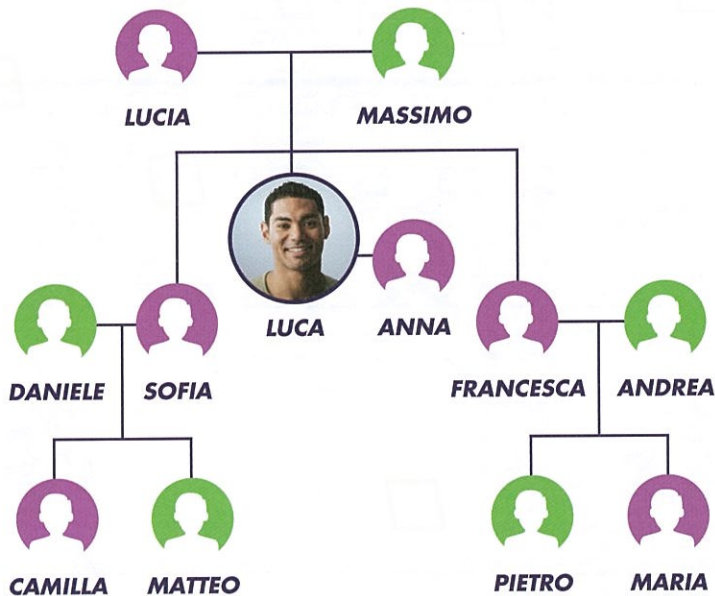 LUCIA MASSIMO
LUCA ANNA
DANIELE SOFIA FRANCESCA ANDREA
CAMILLA MATTEO PIETRO MARIA